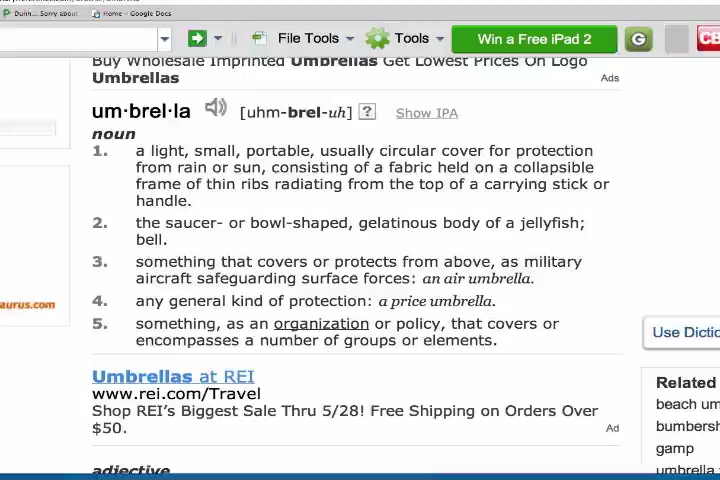 Home - Google Docs
File Tools Tools Win a Free iPad 2 G
Buy Wholesale Imprinted Umbrellas Get Lowest Prices On Logo
Umbrellas Ads
um·brel·la [uhm-brel-uh] ? Show IPA
noun
1. a light, small, portable, usually circular cover for protection
from rain or sun, consisting of a fabric held on a collapsible
frame of thin ribs radiating from the top of a carrying stick or
handle.
2. the saucer- or bowl-shaped, gelatinous body of a jellyfish;
bell.
3. something that covers or protects from above, as military
aircraft safeguarding surface forces: an air umbrella.
aurus.com
4. any general kind of protection: a price umbrella.
5. something, as an organization or policy, that covers or
encompasses a number of groups or elements.
Use Dictio
Umbrellas at REI
www.rei.com/Travel
Shop REI's Biggest Sale Thru 5/28! Free Shipping on Orders Over
$50. Ad
Related
beach um
bumbersh
gamp
umbrella
adjective